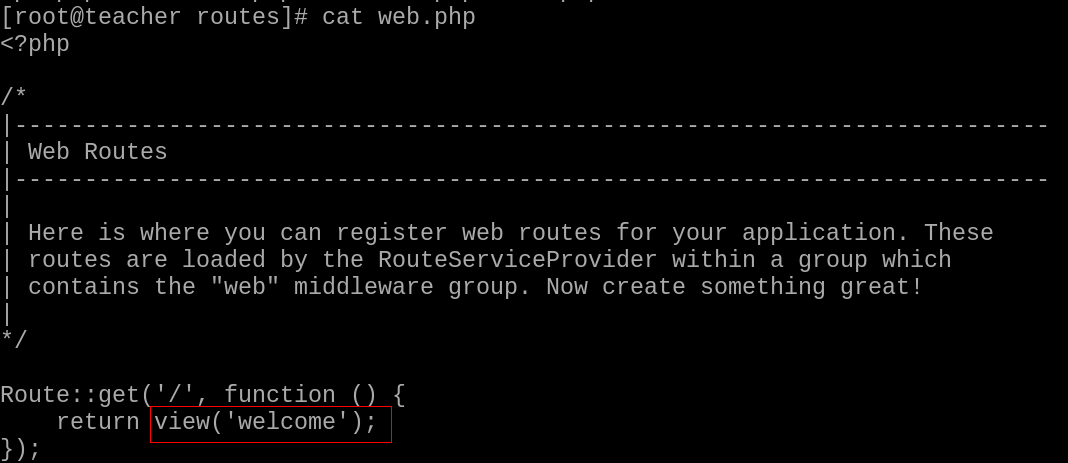 [root@teacher routes]# cat web.php
<?php
/*
|--------------------------------------------------------------------------
| Web Routes
|--------------------------------------------------------------------------
|
| Here is where you can register web routes for your application. These
| routes are loaded by the RouteServiceProvider within a group which
| contains the "web" middleware group. Now create something great!
|
*/
Route::get('/', function () {
    return view('welcome');
});